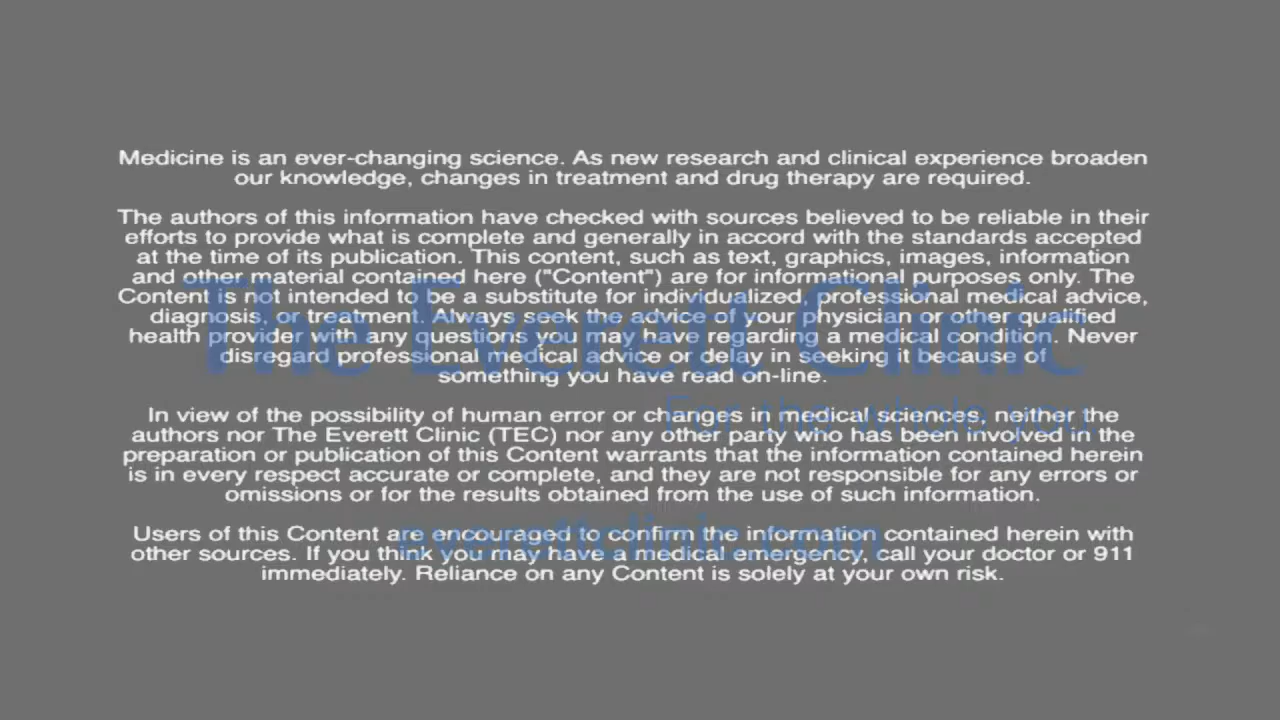 Medicine is an ever-changing science. As new research and clinical experience broaden
our knowledge, changes in treatment and drug therapy are required.
The authors of this information have checked with sources believed to be reliable in their
efforts to provide what is complete and generally in accord with the standards accepted
at the time of its publication. This content, such as text, graphics, images, information
and other material contained here ("Content") are for informational purposes only. The
Content is not intended to be a substitute for individualized, professional medical advice,
diagnosis, or treatment. Always seek the advice of your physician or other qualified
health provider with any questions you may have regarding a medical condition. Never
disregard professional medical advice or delay in seeking it because of
something you have read on-line.
The Everett Clinic
For the whole you.
In view of the possibility of human error or changes in medical sciences, neither the
authors nor The Everett Clinic (TEC) nor any other party who has been involved in the
preparation or publication of this Content warrants that the information contained herein
is in every respect accurate or complete, and they are not responsible for any errors or
omissions or for the results obtained from the use of such information.
Users of this Content are encouraged to confirm the information contained herein with
other sources. If you think you may have a medical emergency, call your doctor or 911
immediately. Reliance on any Content is solely at your own risk.
everettclinic.com